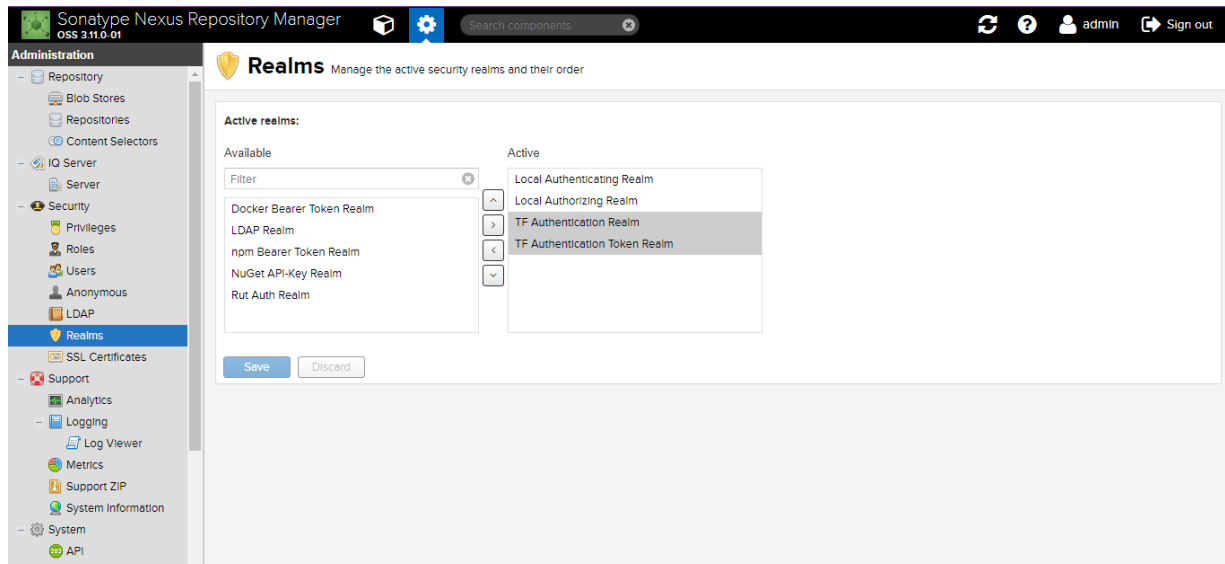 Sonatype Nexus Repository Manager
OSS 3.11.0-01
Search components
admin
Sign out
Administration
Repository
Blob Stores
Repositories
Content Selectors
IQ Server
Server
Security
Privileges
Roles
Users
Anonymous
LDAP
Realms
SSL Certificates
Support
Analytics
Logging
Log Viewer
Metrics
Support ZIP
System Information
System
API
Realms Manage the active security realms and their order
Active realms:
Available
Filter
Docker Bearer Token Realm
LDAP Realm
npm Bearer Token Realm
NuGet API-Key Realm
Rut Auth Realm
Active
Local Authenticating Realm
Local Authorizing Realm
TF Authentication Realm
TF Authentication Token Realm
Save
Discard